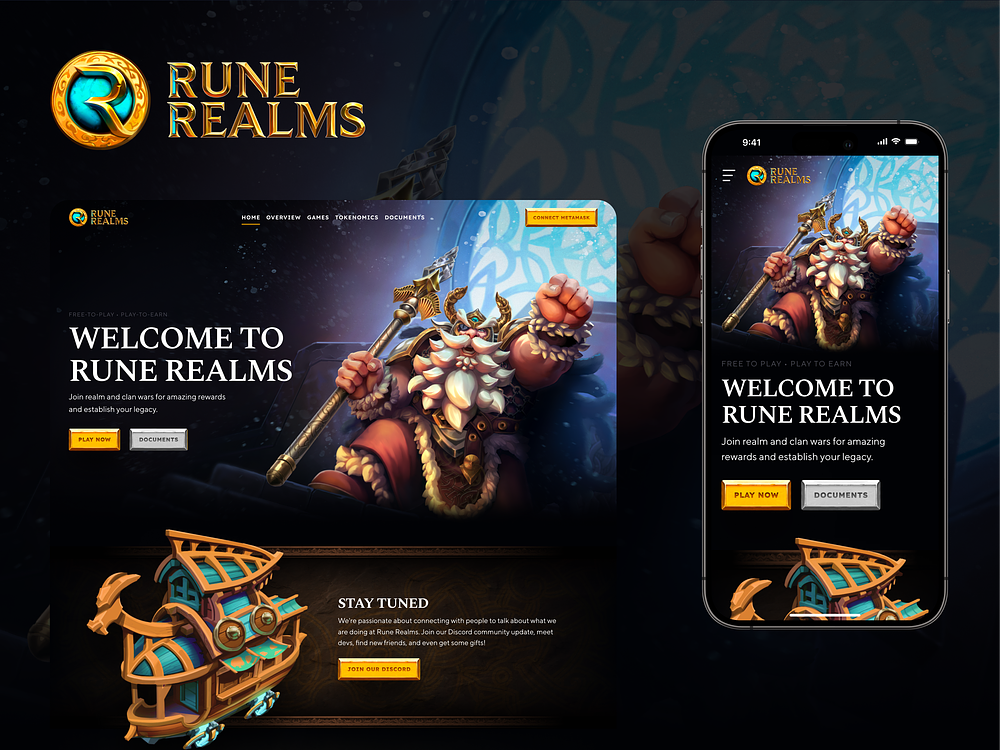 RUNE
REALMS
RUNE
REALMS
HOME OVERVIEW GAMES TOKENOMICS DOCUMENTS
CONNECT METAMASK
FREE-TO-PLAY • PLAY-TO-EARN
WELCOME TO
RUNE REALMS
Join realm and clan wars for amazing rewards
and establish your legacy.
PLAY NOW DOCUMENTS
STAY TUNED
We're passionate about connecting with people to talk about what we
are doing at Rune Realms. Join our Discord community update, meet
devs, find new friends, and even get some gifts!
JOIN OUR DISCORD
9:41
RUNE
REALMS
FREE TO PLAY • PLAY TO EARN
WELCOME TO
RUNE REALMS
Join realm and clan wars for amazing
rewards and establish your legacy.
PLAY NOW DOCUMENTS